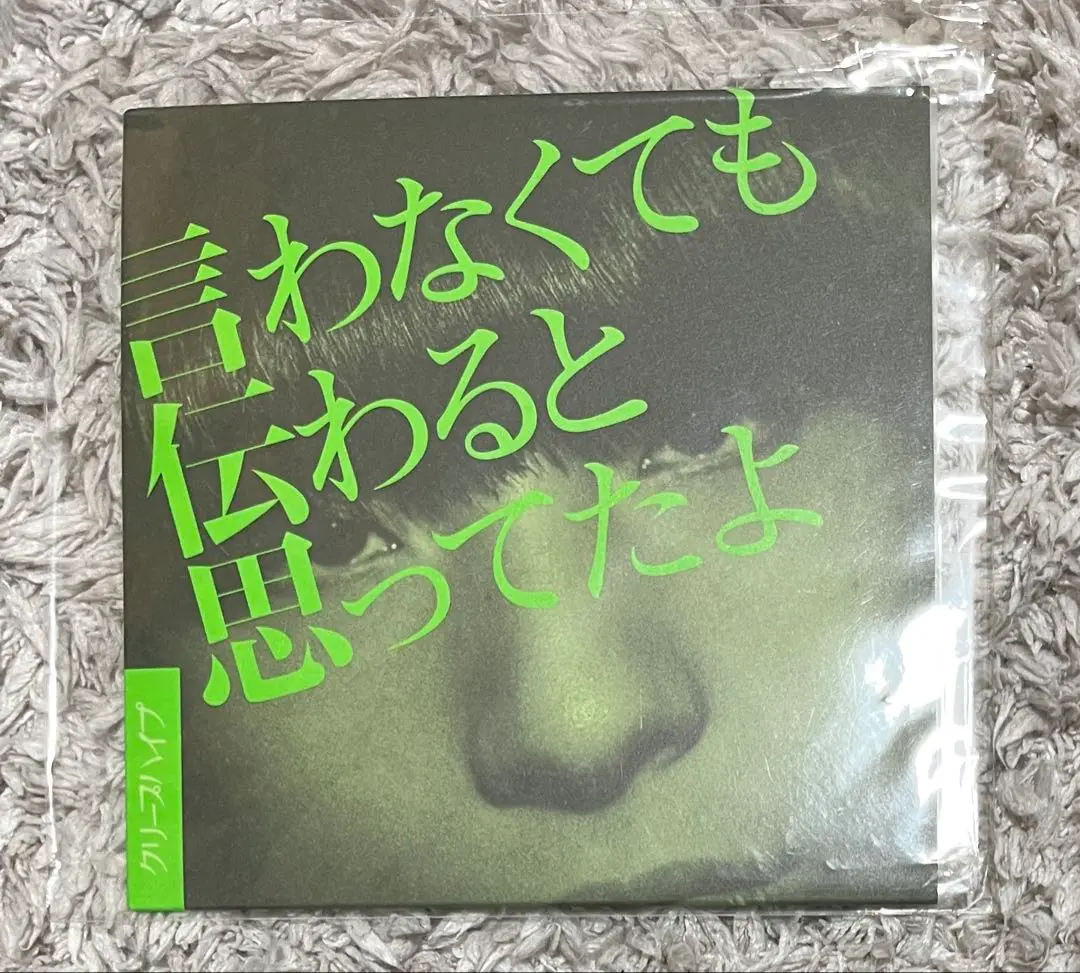 言わなくても
伝わると
思ってたよ
クリープハイプ